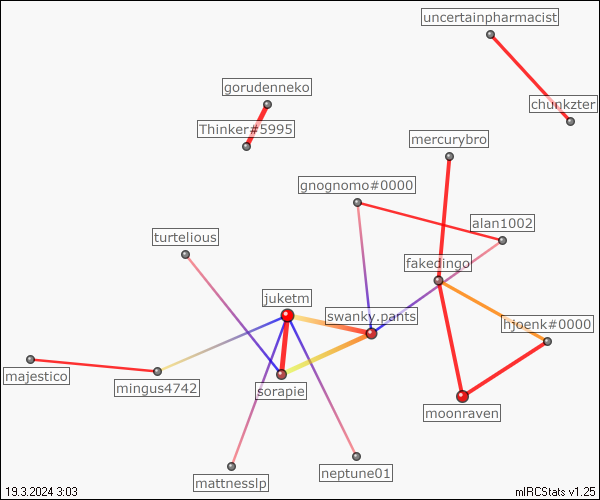 uncertainpharmacist
gorudenneko
chunkzter
Thinker#5995
mercurybro
gnognomo#0000
alan1002
turtelious
fakedingo
juketm
swanky.pants
hjoenk#0000
majestico
mingus4742
sorapie
moonraven
neptune01
mattnesslp
19.3.2024 3:03
mIRCStats v1.25